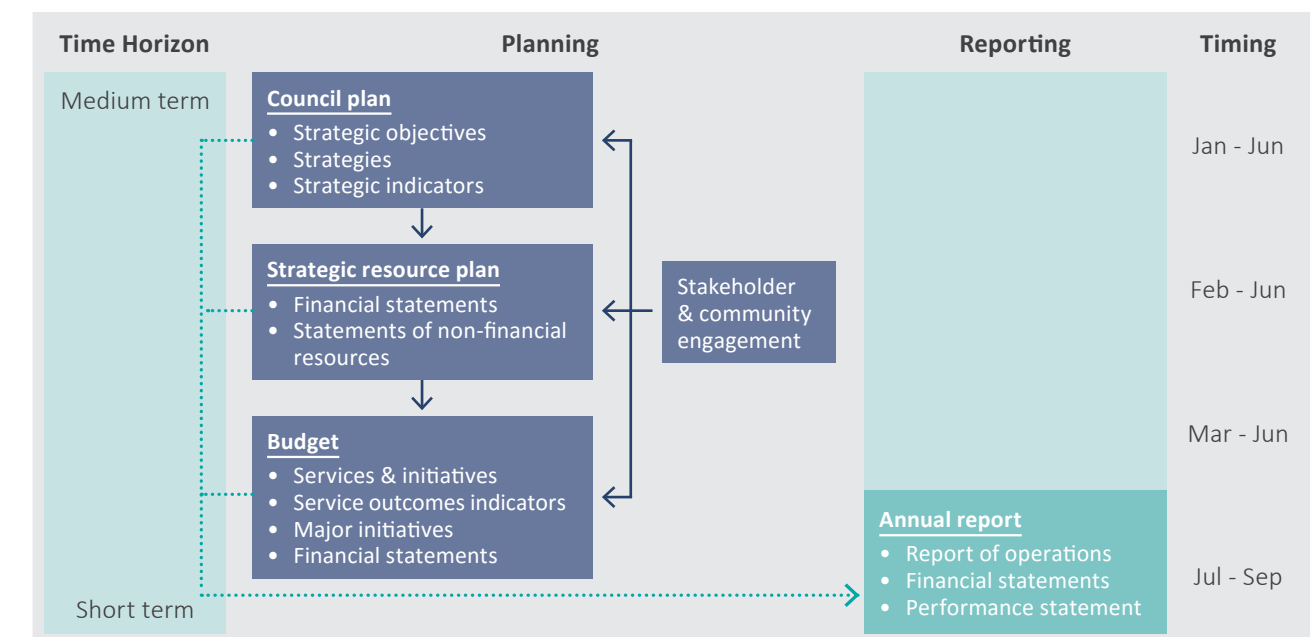 Time Horizon
Planning
Reporting
Timing
Medium term
Council plan
• Strategic objectives
• Strategies
• Strategic indicators
Jan - Jun
Strategic resource plan
• Financial statements
• Statements of non-financial
resources
Stakeholder
& community
engagement
Feb - Jun
Budget
• Services & initiatives
• Service outcomes indicators
• Major initiatives
• Financial statements
Mar - Jun
Annual report
• Report of operations
• Financial statements
• Performance statement
Jul - Sep
Short term